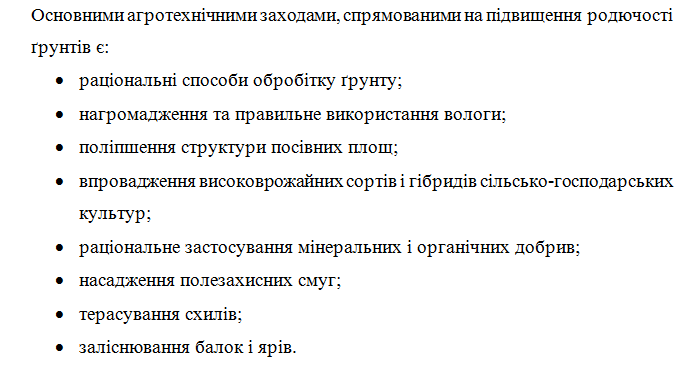 Основними агротехнічними заходами, спрямованими на підвищення родючості
ґрунтів є:
• раціональні способи обробітку ґрунту;
• нагромадження та правильне використання вологи;
• поліпшення структури посівних площ;
• впровадження високоврожайних сортів і гібридів сільсько-господарських
культур;
• раціональне застосування мінеральних і органічних добрив;
• насадження полезахисних смуг;
• терасування схилів;
• заліснювання балок і ярів.